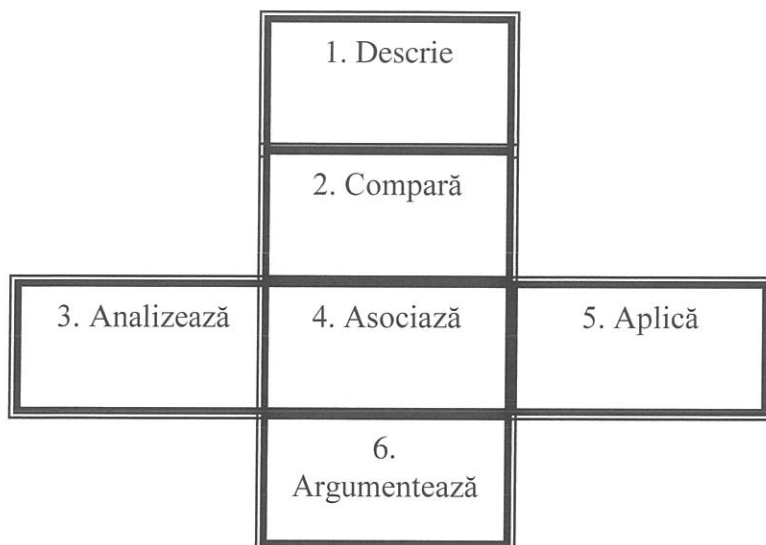 1. Descrie
2. Compară
3. Analizează
4. Asociază
5. Aplică
6.
Argumentează